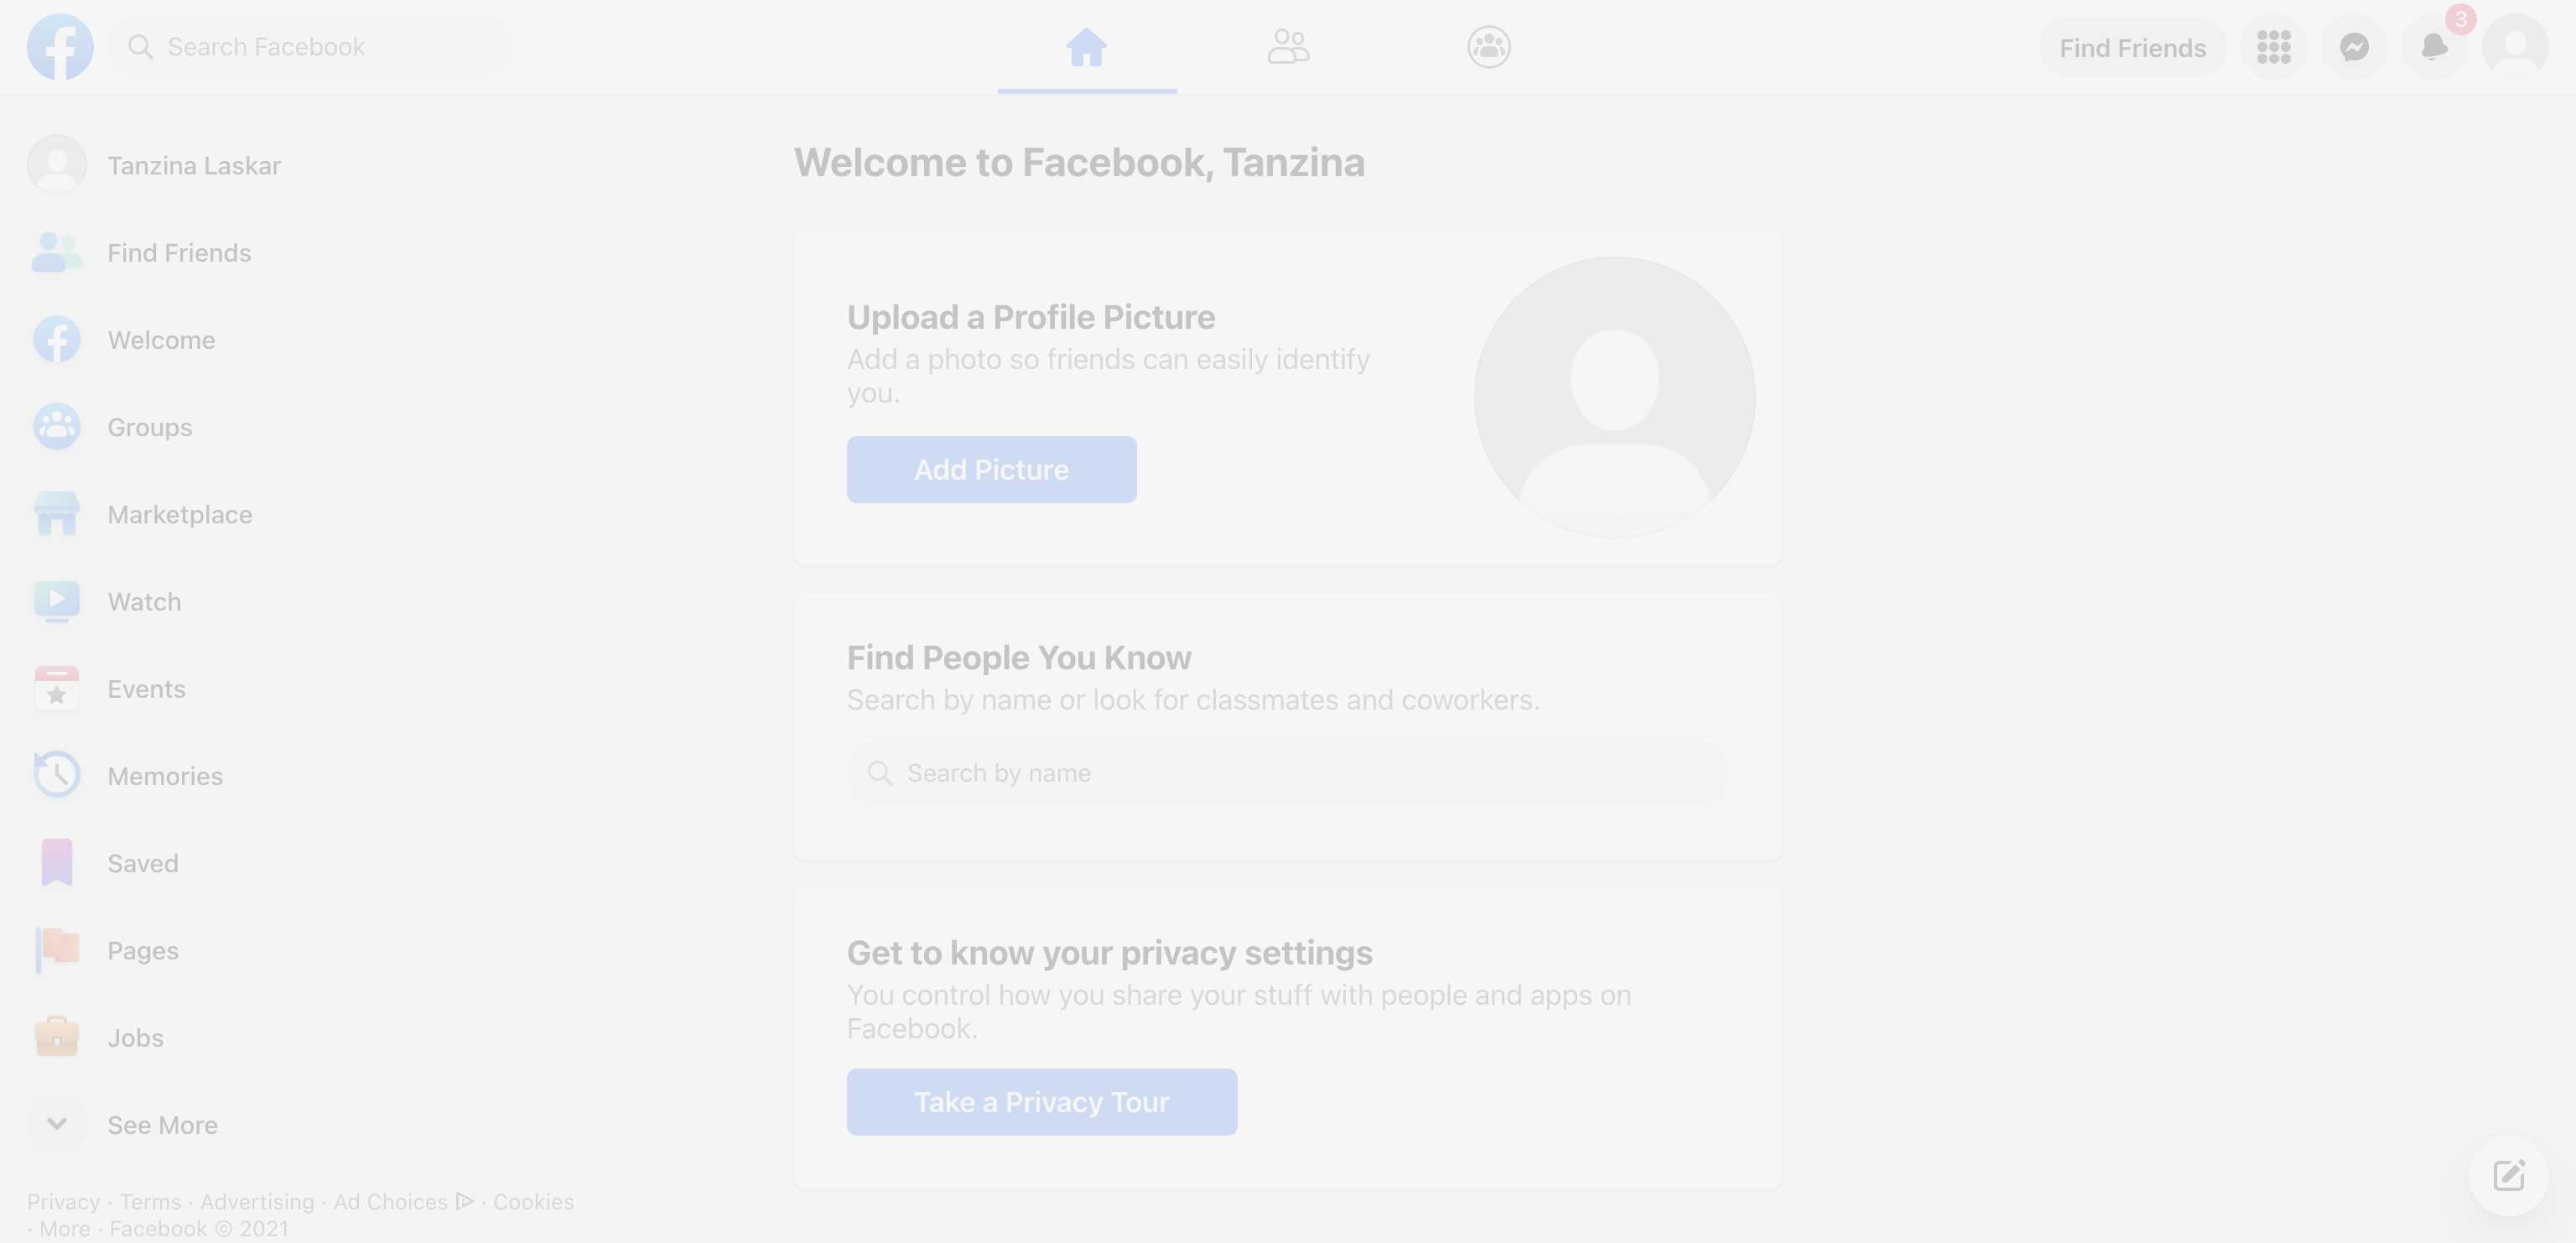 Search Facebook
Find Friends
3
Tanzina Laskar
Find Friends
Welcome
Groups
Marketplace
Watch
Events
Memories
Saved
Pages
Jobs
See More
Privacy · Terms · Advertising · Ad Choices · Cookies
· More · Facebook © 2021
Welcome to Facebook, Tanzina
Upload a Profile Picture
Add a photo so friends can easily identify
you.
Add Picture
Find People You Know
Search by name or look for classmates and coworkers.
Search by name
Get to know your privacy settings
You control how you share your stuff with people and apps on
Facebook.
Take a Privacy Tour